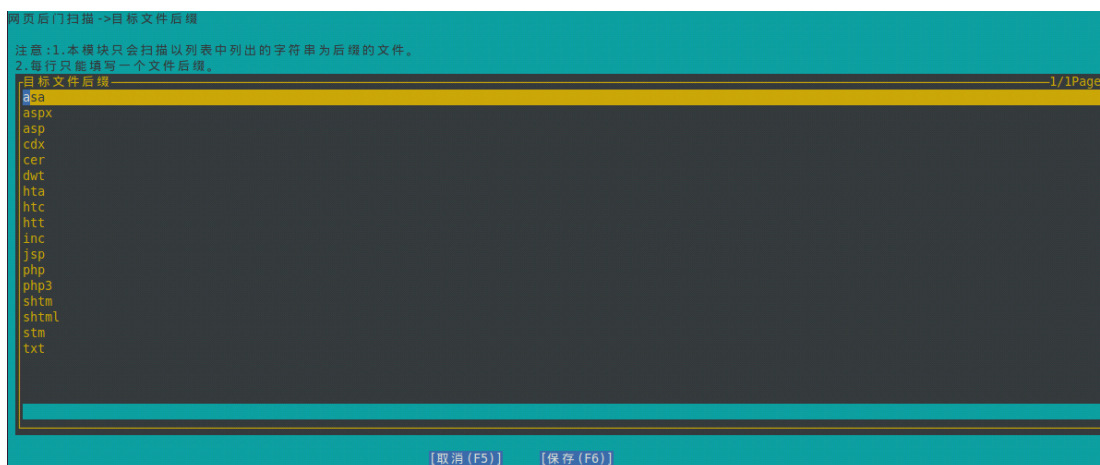 网页后门扫描->目标文件后缀
注意:1.本模块只会扫描以列表中列出的字符串为后缀的文件。
2.每行只能填写一个文件后缀。
目标文件后缀 1/1Page
asa
aspx
asp
cdx
cer
dwt
hta
htc
htt
inc
jsp
php
php3
shtm
shtml
stm
txt
[取消(F5)] [保存(F6)]